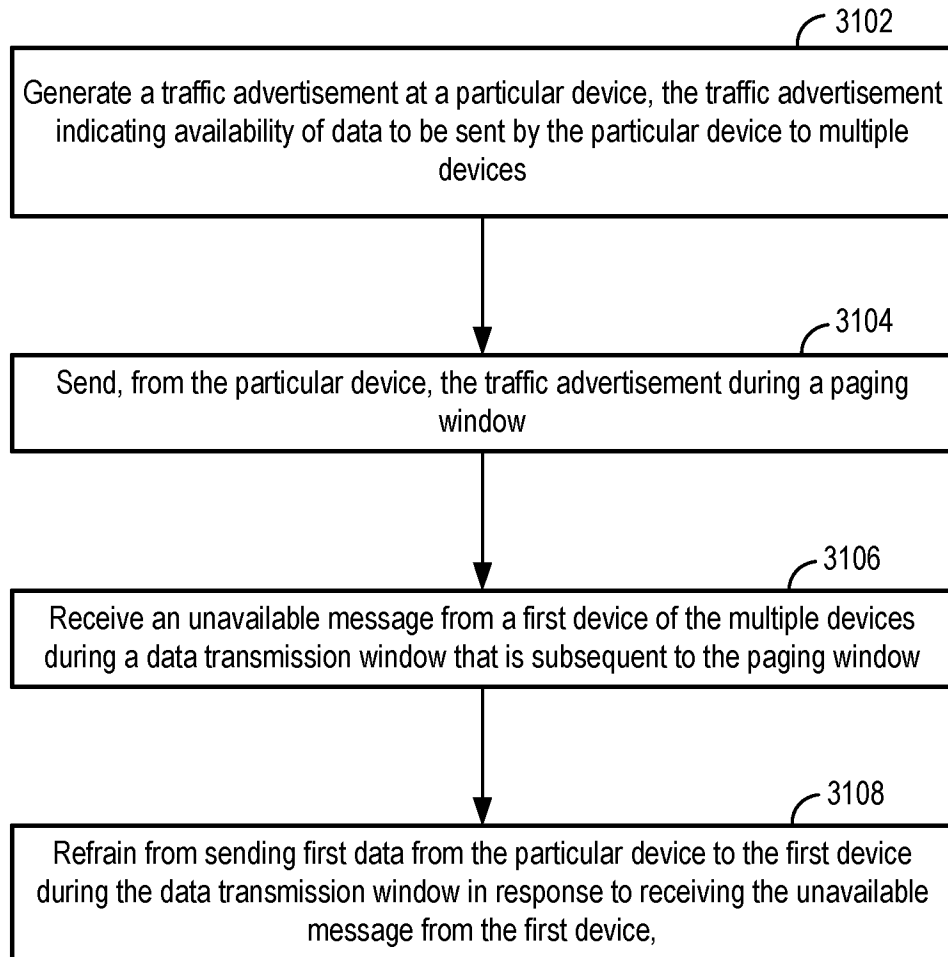 3102
Generate a traffic advertisement at a particular device, the traffic advertisement
indicating availability of data to be sent by the particular device to multiple
devices
3104
Send, from the particular device, the traffic advertisement during a paging
window
3106
Receive an unavailable message from a first device of the multiple devices
during a data transmission window that is subsequent to the paging window
3108
Refrain from sending first data from the particular device to the first device
during the data transmission window in response to receiving the unavailable
message from the first device,